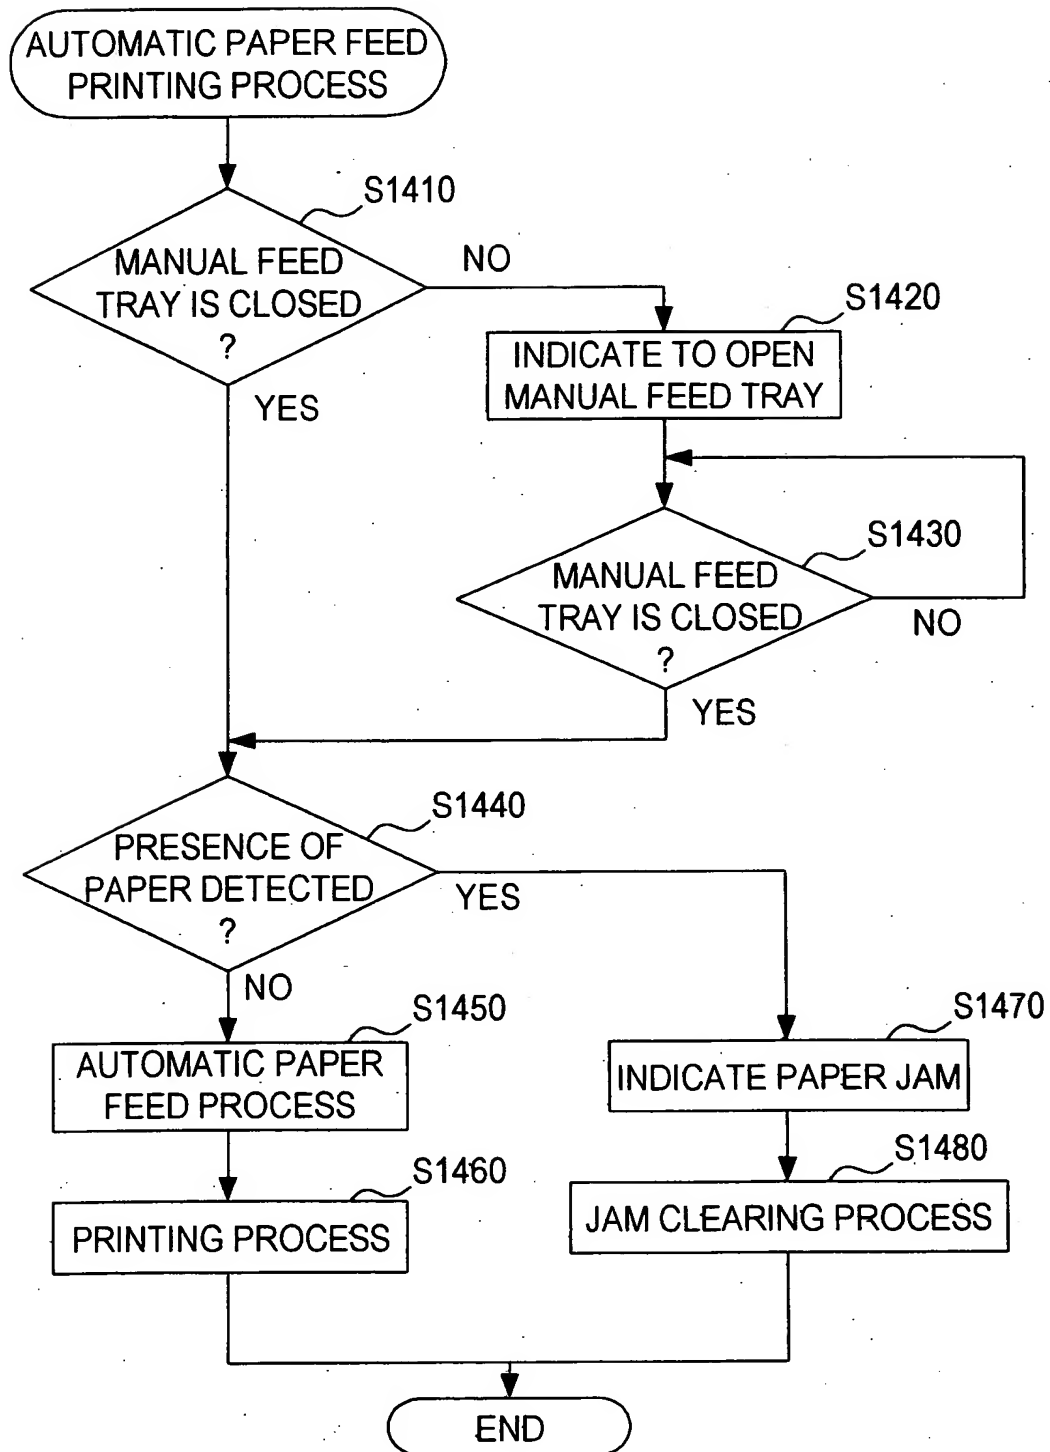 AUTOMATIC PAPER FEED
PRINTING PROCESS
S1410
MANUAL FEED
TRAY IS CLOSED
?
NO
YES
S1420
INDICATE TO OPEN
MANUAL FEED TRAY
S1430
MANUAL FEED
TRAY IS CLOSED
?
NO
YES
S1440
PRESENCE OF
PAPER DETECTED
?
YES
NO
S1450
AUTOMATIC PAPER
FEED PROCESS
S1470
INDICATE PAPER JAM
S1460
PRINTING PROCESS
S1480
JAM CLEARING PROCESS
END